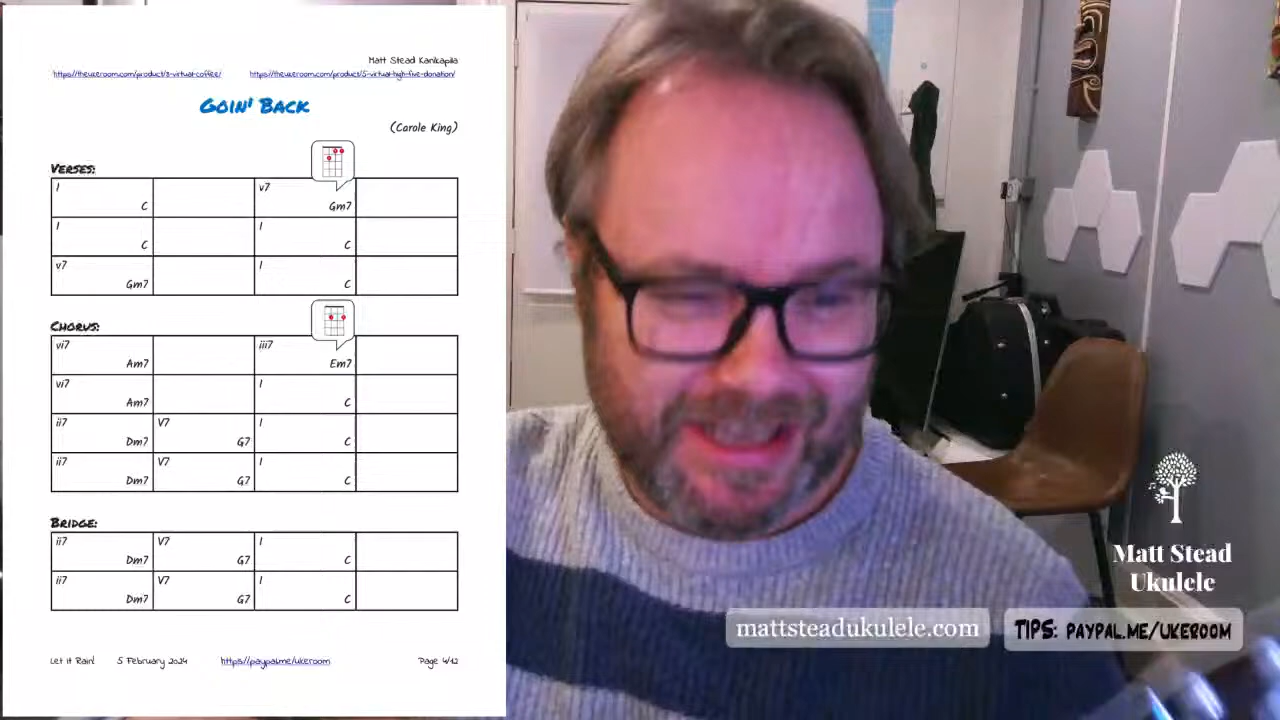 Matt Stead Kanikapila
https://theukeroom.com/product/3-virtual-coffee/ https://theukeroom.com/product/5-virtual-high-five-donation/
Goin' Back
(Carole King)
Verses:
I v7
C Gm7
I I
C C
v7 I
Gm7 C
Chorus:
vi7 iii7
Am7 Em7
vi7 I
Am7 C
ii7 V7 I
Dm7 G7 C
ii7 V7 I
Dm7 G7 C
Bridge:
ii7 V7 I
Dm7 G7 C
ii7 V7 I
Dm7 G7 C
Let it Rain! 5 February 2024 https://paypal.me/ukeroom Page 4/12
Matt Stead
Ukulele
mattsteadukulele.com
TIPS: PAYPAL.ME/UKEROOM